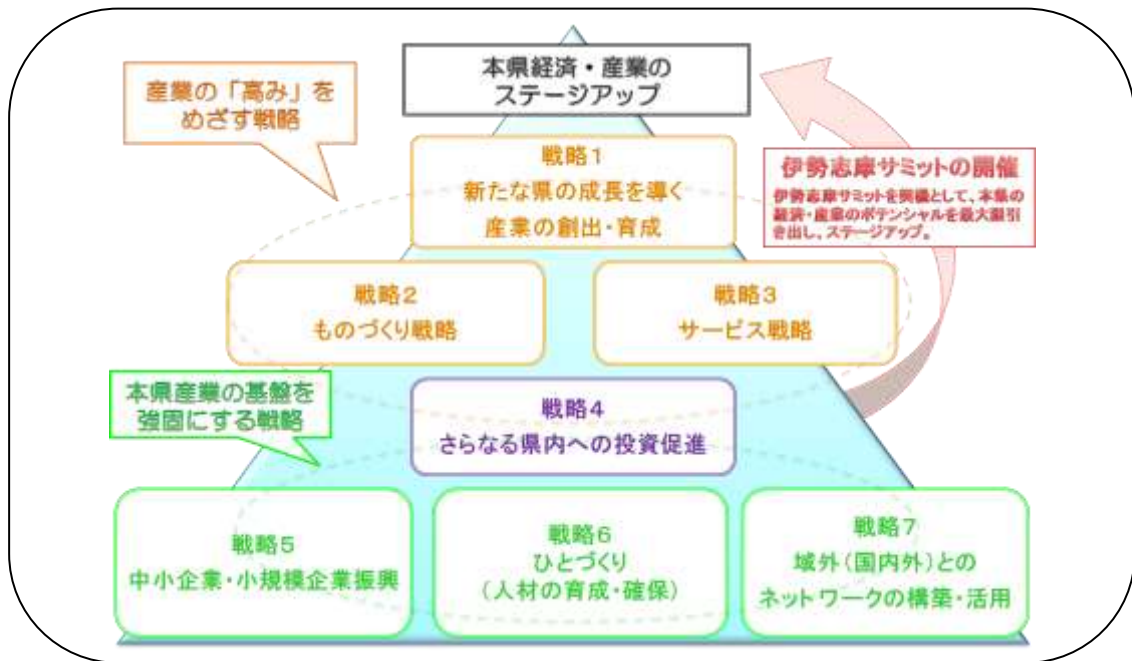 本県経済・産業の
ステージアップ
産業の「高み」を
めざす戦略
戦略1
新たな県の成長を導く
産業の創出・育成
伊勢志摩サミットの開催
伊勢志摩サミットを契機として、本県の
経済・産業のポテンシャルを最大限引
き出し、ステージアップ。
戦略2
ものづくり戦略
戦略3
サービス戦略
本県産業の基盤を
強固にする戦略
戦略4
さらなる県内への投資促進
戦略5
中小企業・小規模企業振興
戦略6
ひとづくり
(人材の育成・確保)
戦略7
域外(国内外)との
ネットワークの構築・活用